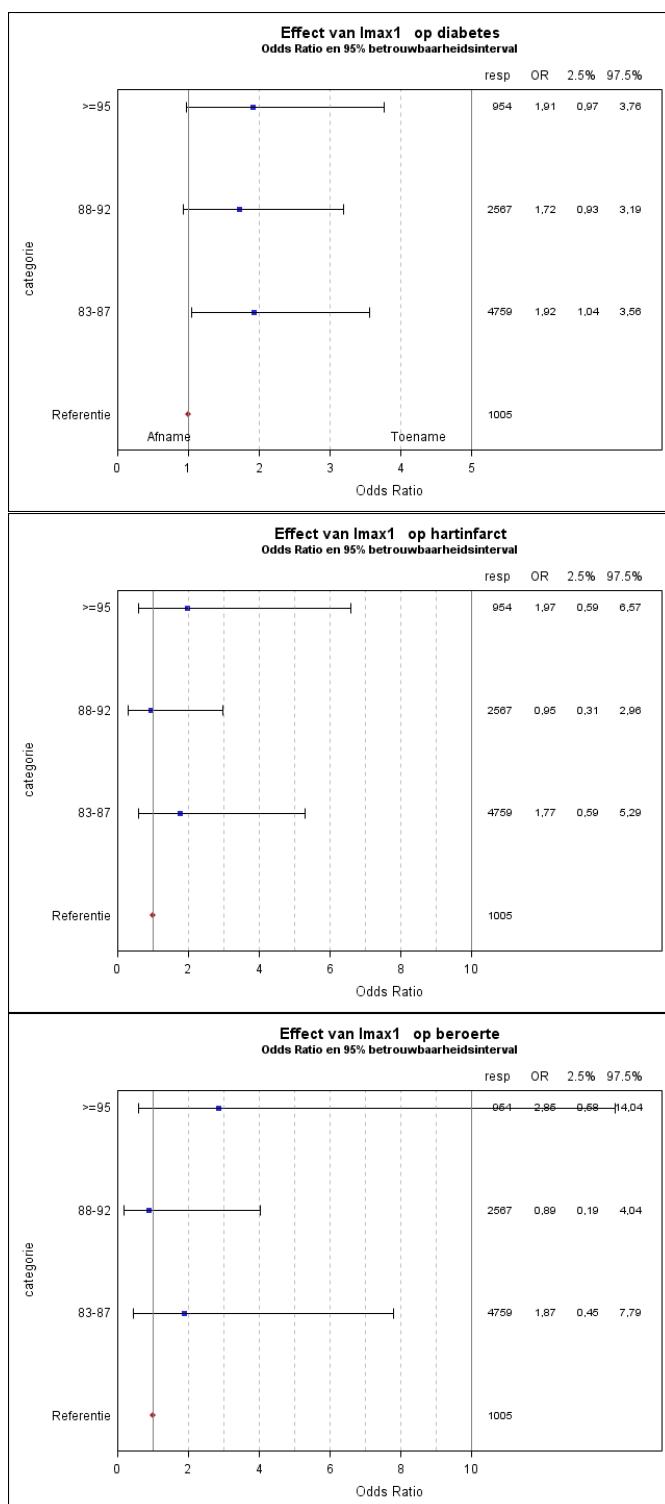 Effect van lmax1 op diabetes
Odds Ratio en 95% betrouwbaarheidsinterval
resp OR 2.5% 97.5%
>=95 954 1,91 0,97 3,76
88-92 2567 1,72 0,93 3,19
categorie
83-87 4759 1,92 1,04 3,56
Referentie 1005
Afname Toename
0 1 2 3 4 5
Odds Ratio
Effect van lmax1 op hartinfarct
Odds Ratio en 95% betrouwbaarheidsinterval
resp OR 2.5% 97.5%
>=95 954 1,97 0,59 6,57
88-92 2567 0,95 0,31 2,96
categorie
83-87 4759 1,77 0,59 5,29
Referentie 1005
0 2 4 6 8 10
Odds Ratio
Effect van lmax1 op beroerte
Odds Ratio en 95% betrouwbaarheidsinterval
resp OR 2.5% 97.5%
>=95 954 2,85 0,58 14,04
88-92 2567 0,89 0,19 4,04
categorie
83-87 4759 1,87 0,45 7,79
Referentie 1005
0 2 4 6 8 10
Odds Ratio